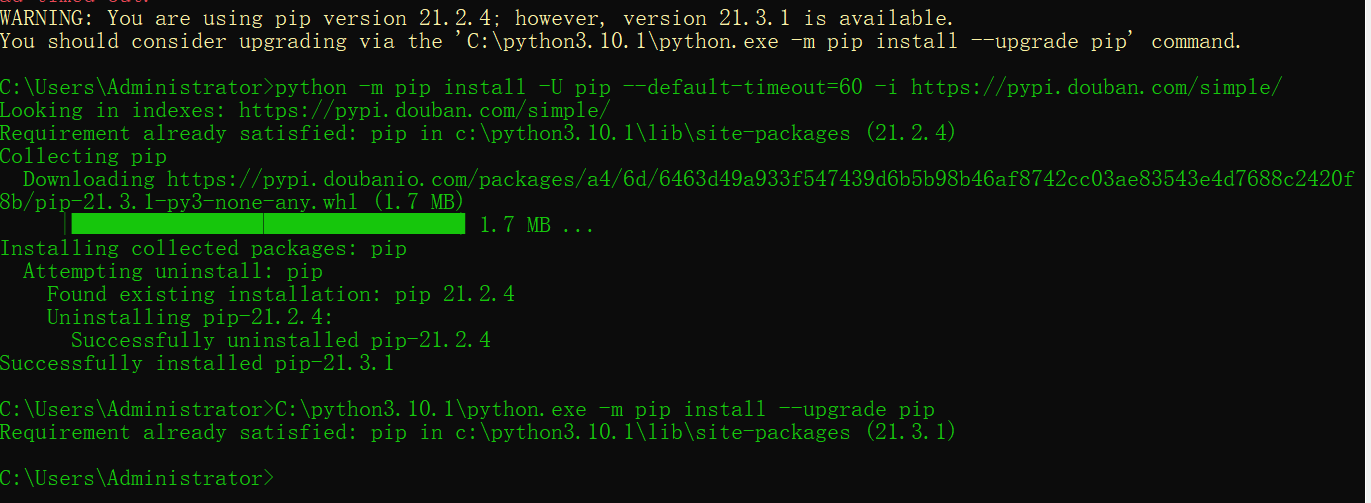 ad timed out.
WARNING: You are using pip version 21.2.4; however, version 21.3.1 is available.
You should consider upgrading via the 'C:\python3.10.1\python.exe -m pip install --upgrade pip' command.
C:\Users\Administrator>python -m pip install -U pip --default-timeout=60 -i https://pypi.douban.com/simple/
Looking in indexes: https://pypi.douban.com/simple/
Requirement already satisfied: pip in c:\python3.10.1\lib\site-packages (21.2.4)
Collecting pip
Downloading https://pypi.doubanio.com/packages/a4/6d/6463d49a933f547439d6b5b98b46af8742cc03ae83543e4d7688c2420f
8b/pip-21.3.1-py3-none-any.whl (1.7 MB)
1.7 MB ...
Installing collected packages: pip
Attempting uninstall: pip
Found existing installation: pip 21.2.4
Uninstalling pip-21.2.4:
Successfully uninstalled pip-21.2.4
Successfully installed pip-21.3.1
C:\Users\Administrator>C:\python3.10.1\python.exe -m pip install --upgrade pip
Requirement already satisfied: pip in c:\python3.10.1\lib\site-packages (21.3.1)
C:\Users\Administrator>